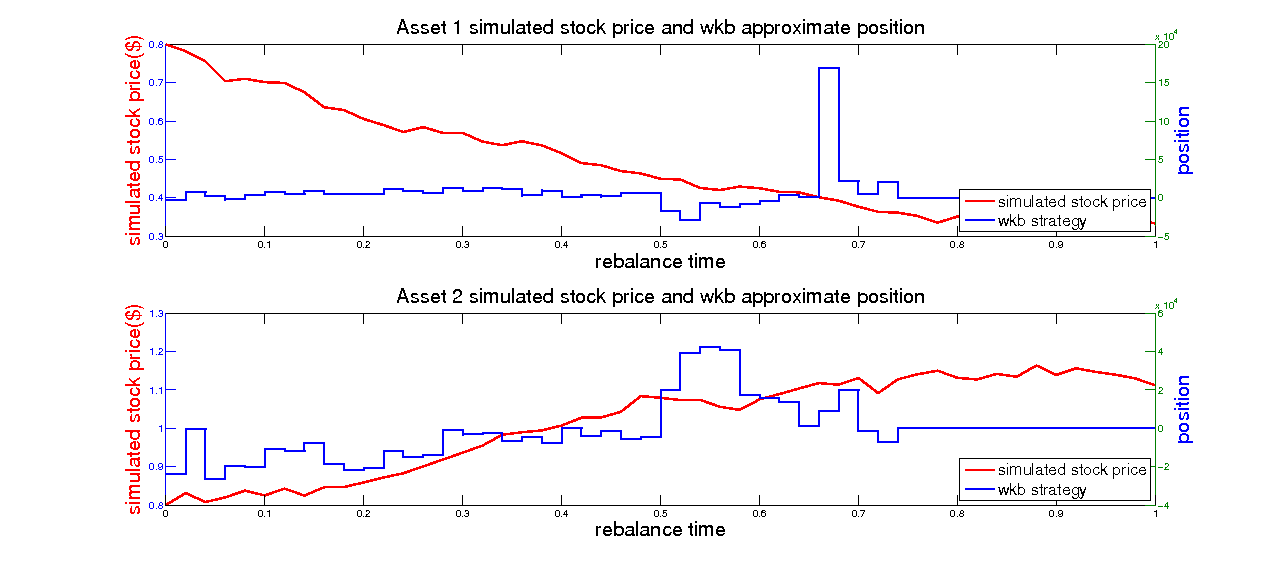 Asset 1 simulated stock price and wkb approximate position
x 10^4
simulated stock price($)
0.8
0.7
0.6
0.5
0.4
0.3
20
15
10
5
0
-5
position
simulated stock price
wkb strategy
0 0.1 0.2 0.3 0.4 0.5 0.6 0.7 0.8 0.9 1
rebalance time
Asset 2 simulated stock price and wkb approximate position
x 10^4
simulated stock price($)
1.3
1.2
1.1
1
0.9
0.8
6
4
2
0
-2
-4
position
simulated stock price
wkb strategy
0 0.1 0.2 0.3 0.4 0.5 0.6 0.7 0.8 0.9 1
rebalance time